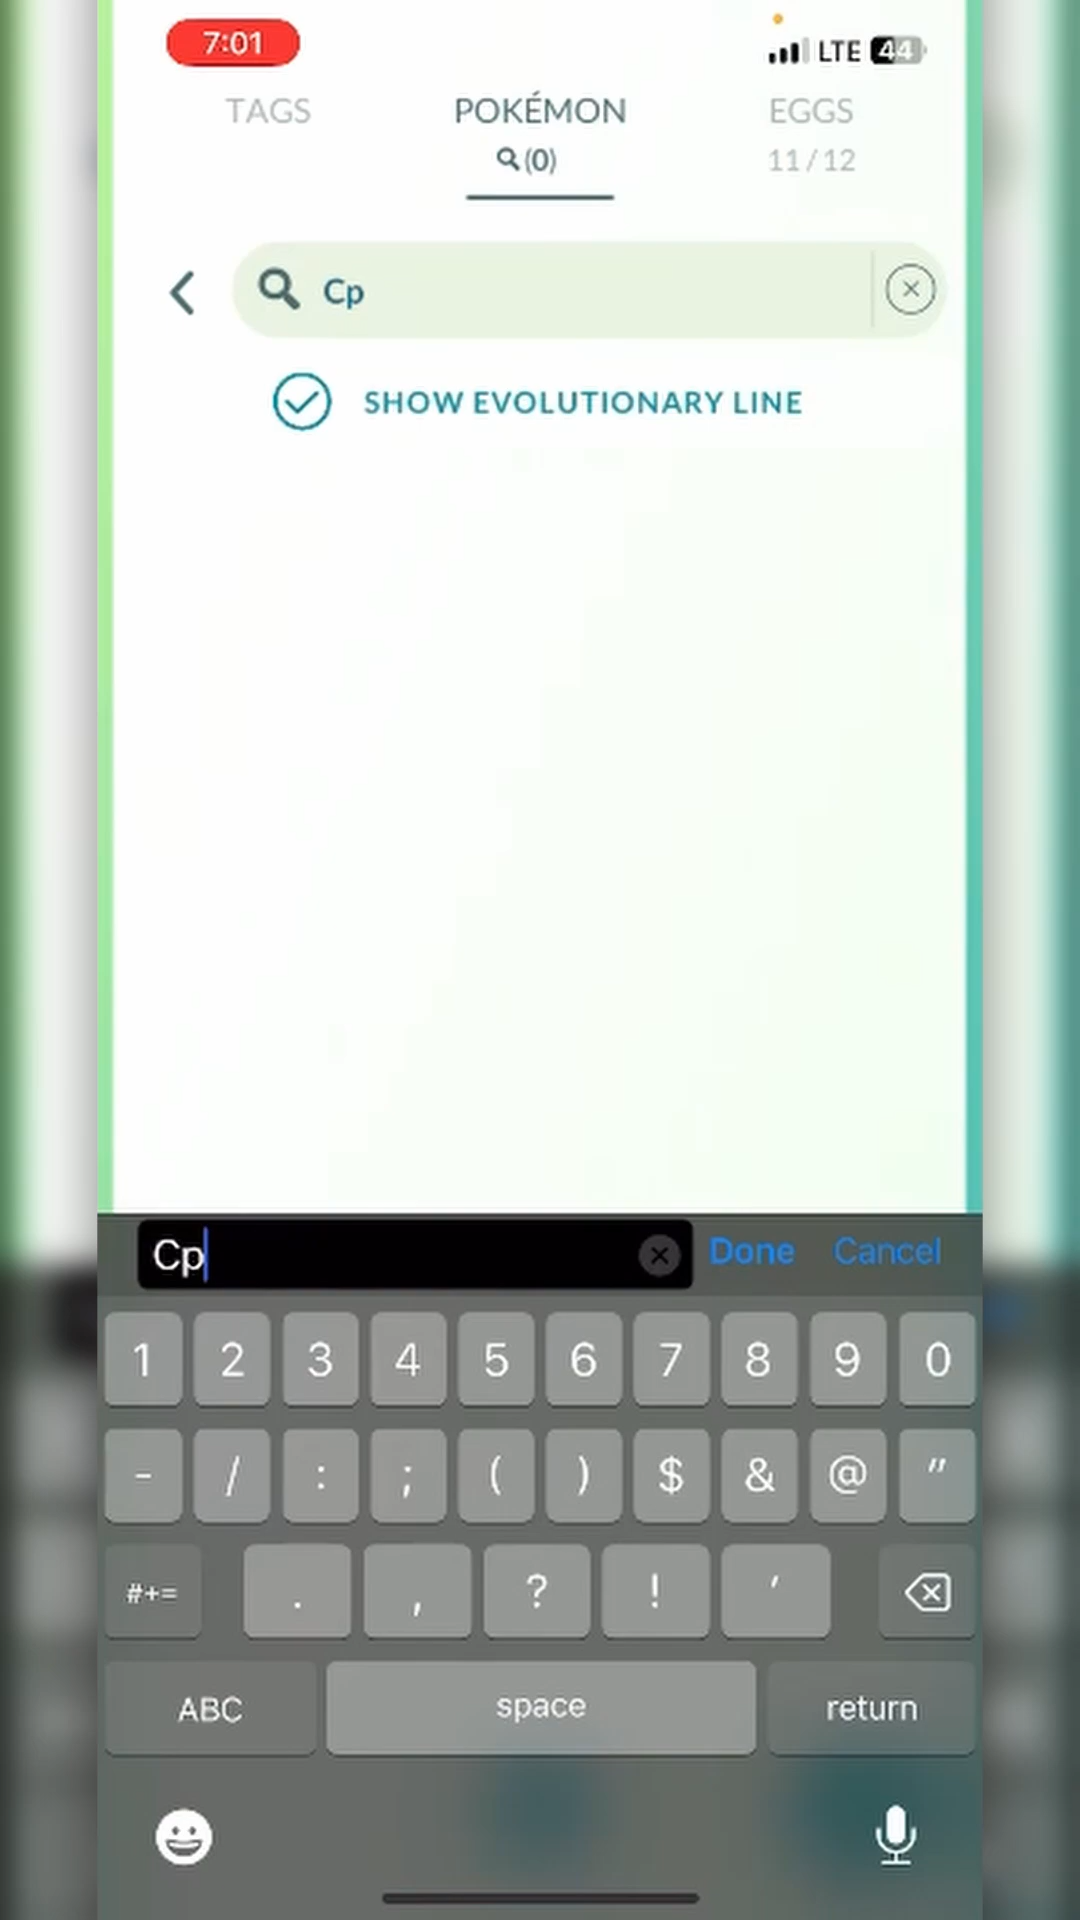 7:01
LTE 44
TAGS POKÉMON EGGS
(0) 11 / 12
Cp
SHOW EVOLUTIONARY LINE
Cp Done Cancel
1 2 3 4 5 6 7 8 9 0
- / : ; ( ) $ & @ "
#+= . , ? ! '
ABC space return